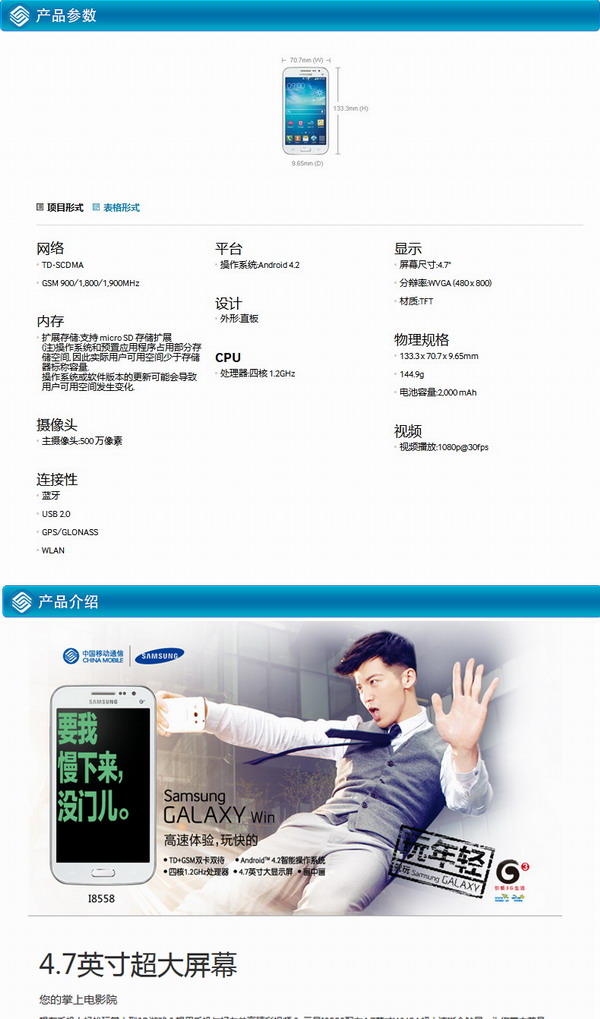 产品参数
70.7mm (W)
133.3mm (H)
9.65mm (D)
项目形式 表格形式
网络
TD-SCDMA
GSM 900/1,800/1,900MHz
内存
扩展存储:支持 micro SD 存储扩展
(注)操作系统和预置应用程序占用部分存
储空间, 因此实际用户可用空间少于存储
器标称容量.
操作系统或软件版本的更新可能会导致
用户可用空间发生变化.
摄像头
主摄像头:500 万像素
连接性
蓝牙
USB 2.0
GPS/GLONASS
WLAN
平台
操作系统:Android 4.2
设计
外形:直板
CPU
处理器:四核 1.2GHz
显示
屏幕尺寸:4.7"
分辩率:WVGA (480 x 800)
材质:TFT
物理规格
133.3 x 70.7 x 9.65mm
144.9g
电池容量:2,000 mAh
视频
视频播放:1080p@30fps
产品介绍
中国移动通信
CHINA MOBILE
SAMSUNG
SAMSUNG
要我
慢下来,
没门儿。
I8558
Samsung
GALAXY Win
高速体验,玩快的
TD+GSM双卡双待 Android™ 4.2智能操作系统
四核1.2GHz处理器 4.7英寸大显示屏 画中画
玩年轻
Samsung GALAXY
3
引领3G生活
4.7英寸超大屏幕
您的掌上电影院